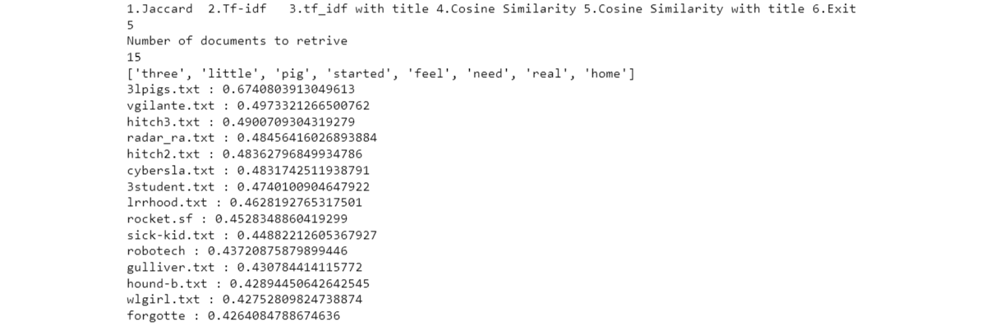 1.Jaccard  2.Tf-idf   3.tf_idf with title 4.Cosine Similarity 5.Cosine Similarity with title 6.Exit
5
Number of documents to retrive
15
['three', 'little', 'pig', 'started', 'feel', 'need', 'real', 'home']
3lpigs.txt : 0.6740803913049613
vgilante.txt : 0.4973321266500762
hitch3.txt : 0.4900709304319279
radar_ra.txt : 0.48456416026893884
hitch2.txt : 0.48362796849934786
cybersla.txt : 0.4831742511938791
3student.txt : 0.4740100904647922
lrrhood.txt : 0.4628192765317501
rocket.sf : 0.4528348860419299
sick-kid.txt : 0.44882212605367927
robotech : 0.43720875879899446
gulliver.txt : 0.430784414115772
hound-b.txt : 0.42894450642642545
wlgirl.txt : 0.42752809824738874
forgotte : 0.4264084788674636